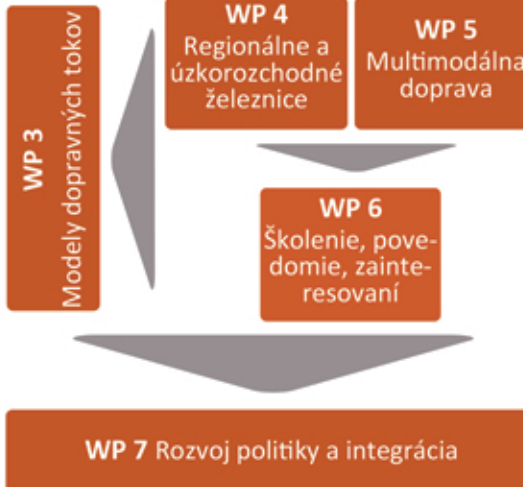 WP 3
Modely dopravných tokov
WP 4
Regionálne a
úzkorozchodné
železnice
WP 5
Multimodálna
doprava
WP 6
Školenie, pove-
domie, zainte-
resovaní
WP 7 Rozvoj politiky a integrácia